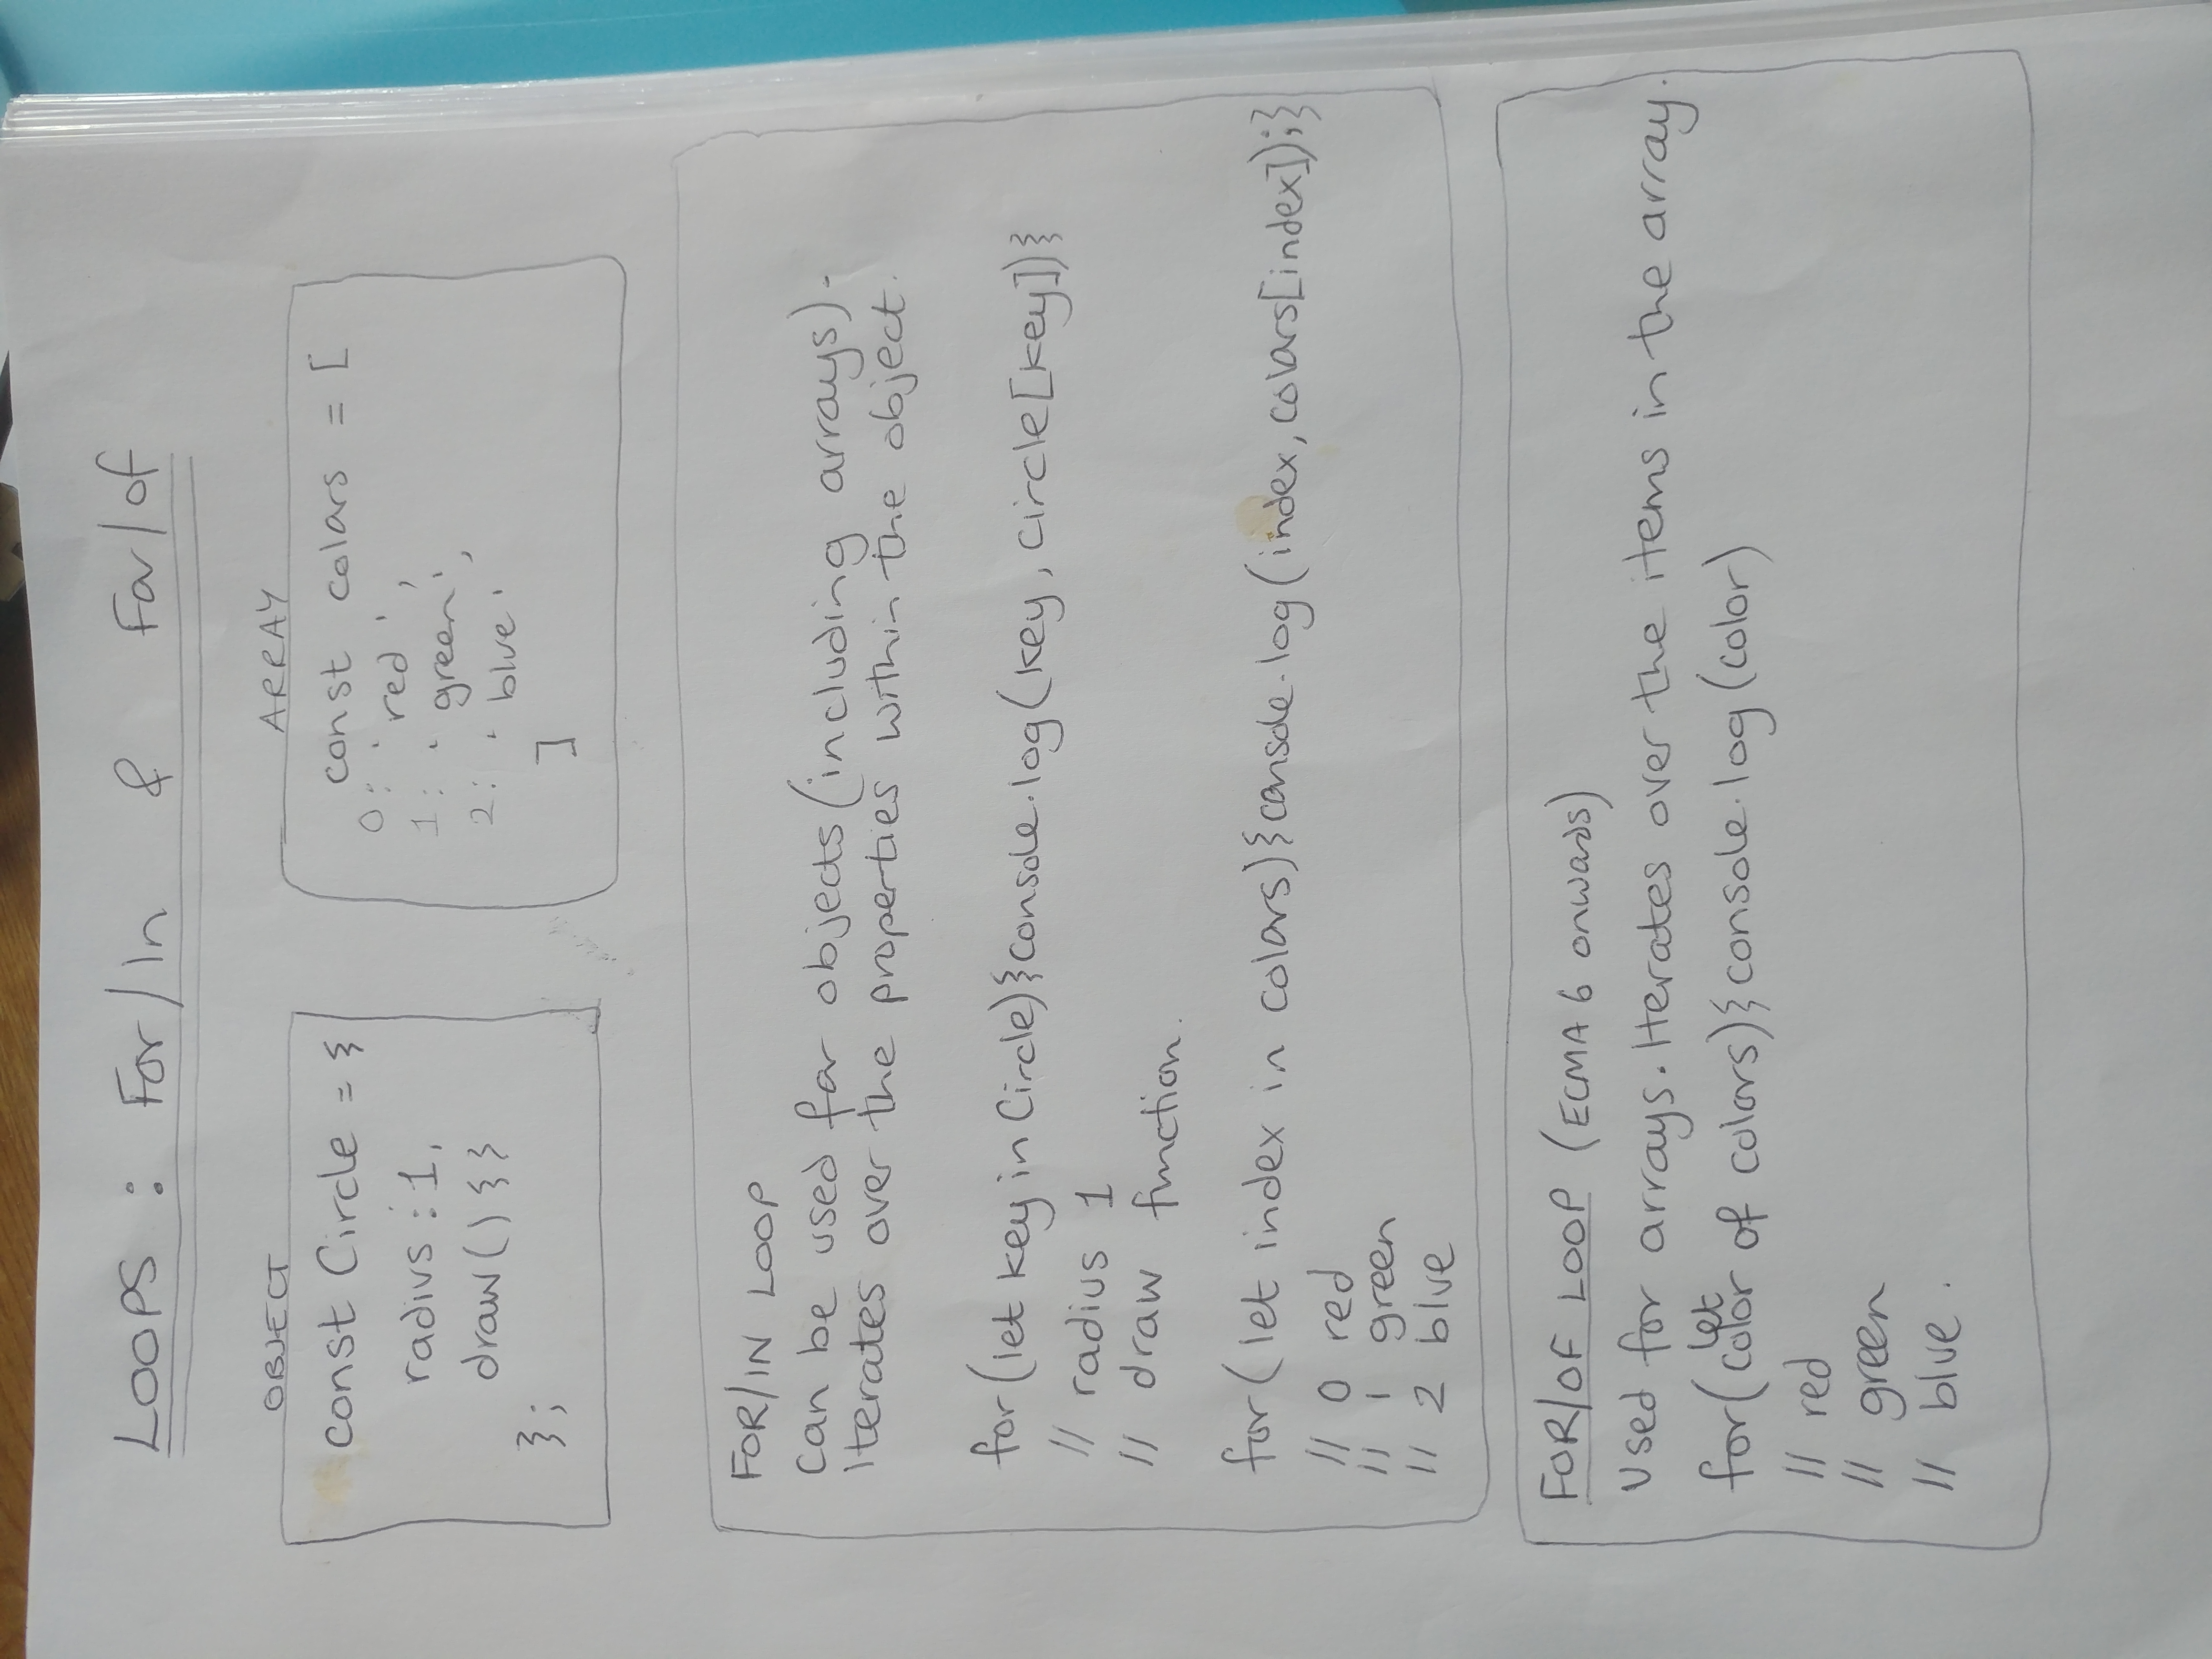 LOOPS : For/In & For/of
OBJECT
const Circle = {
radius : 1,
draw ( ) { }
};
ARRAY
const colors = [
0: 'red',
1: 'green',
2: 'blue'
]
FOR/IN LOOP
Can be used for objects (including arrays).
Iterates over the properties within the object.
for (let key in Circle) { console.log (key, circle[key]) }
// radius 1
// draw function.
for (let index in colors) { console.log (index, colors[index]); }
// 0 red
// 1 green
// 2 blue
FOR/OF LOOP (ECMA 6 onwards)
Used for arrays. Iterates over the items in the array.
for (let color of colors) { console.log (color)
// red
// green
// blue.